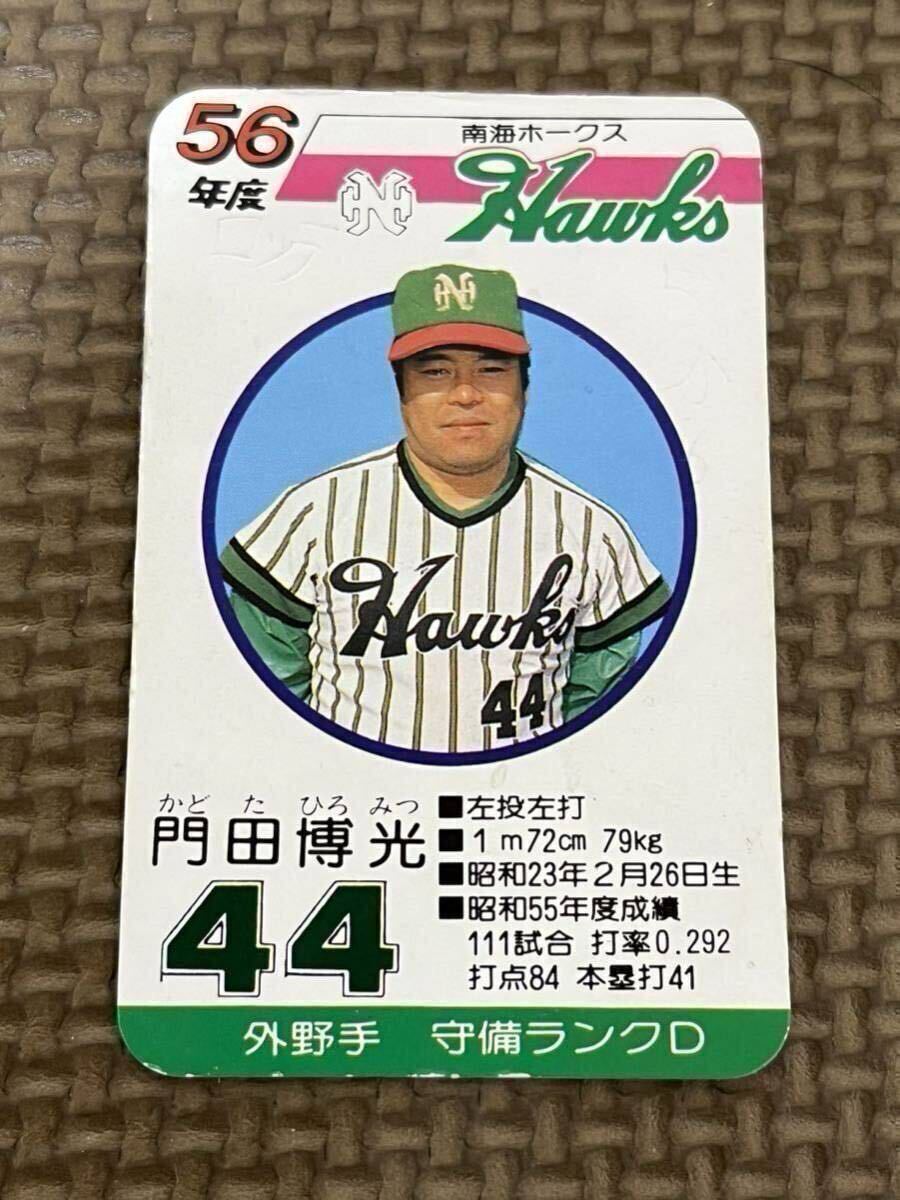 56
年度
南海ホークス
Hawks
N
N
Hawks
44
かど た ひろ みつ
門田博光
44
■左投左打
■1m72cm 79kg
■昭和23年2月26日生
■昭和55年度成績
111試合 打率0.292
打点84 本塁打41
外野手 守備ランクD